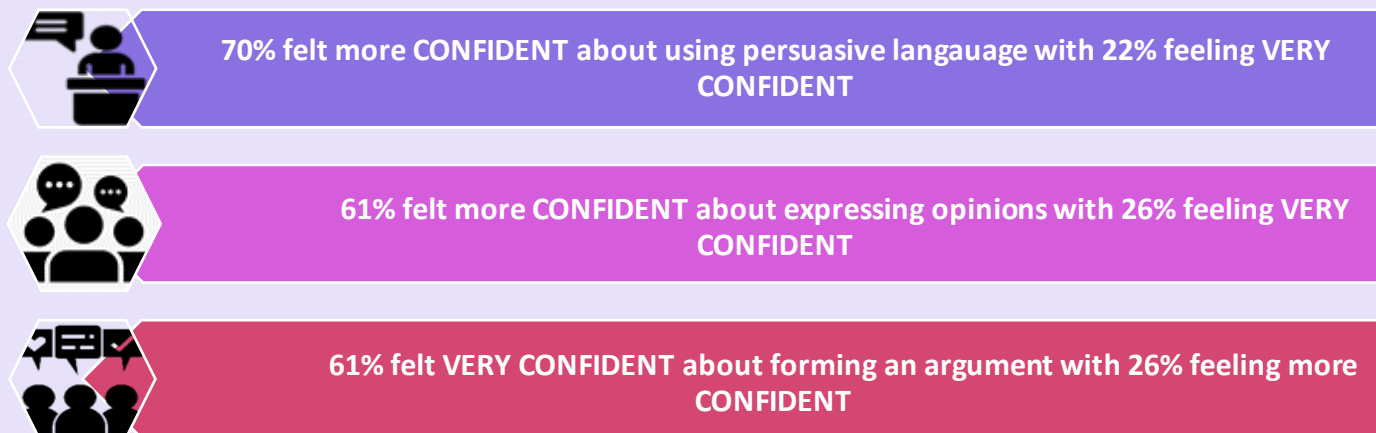 70% felt more CONFIDENT about using persuasive langauage with 22% feeling VERY
CONFIDENT
61% felt more CONFIDENT about expressing opinions with 26% feeling VERY
CONFIDENT
61% felt VERY CONFIDENT about forming an argument with 26% feeling more
CONFIDENT